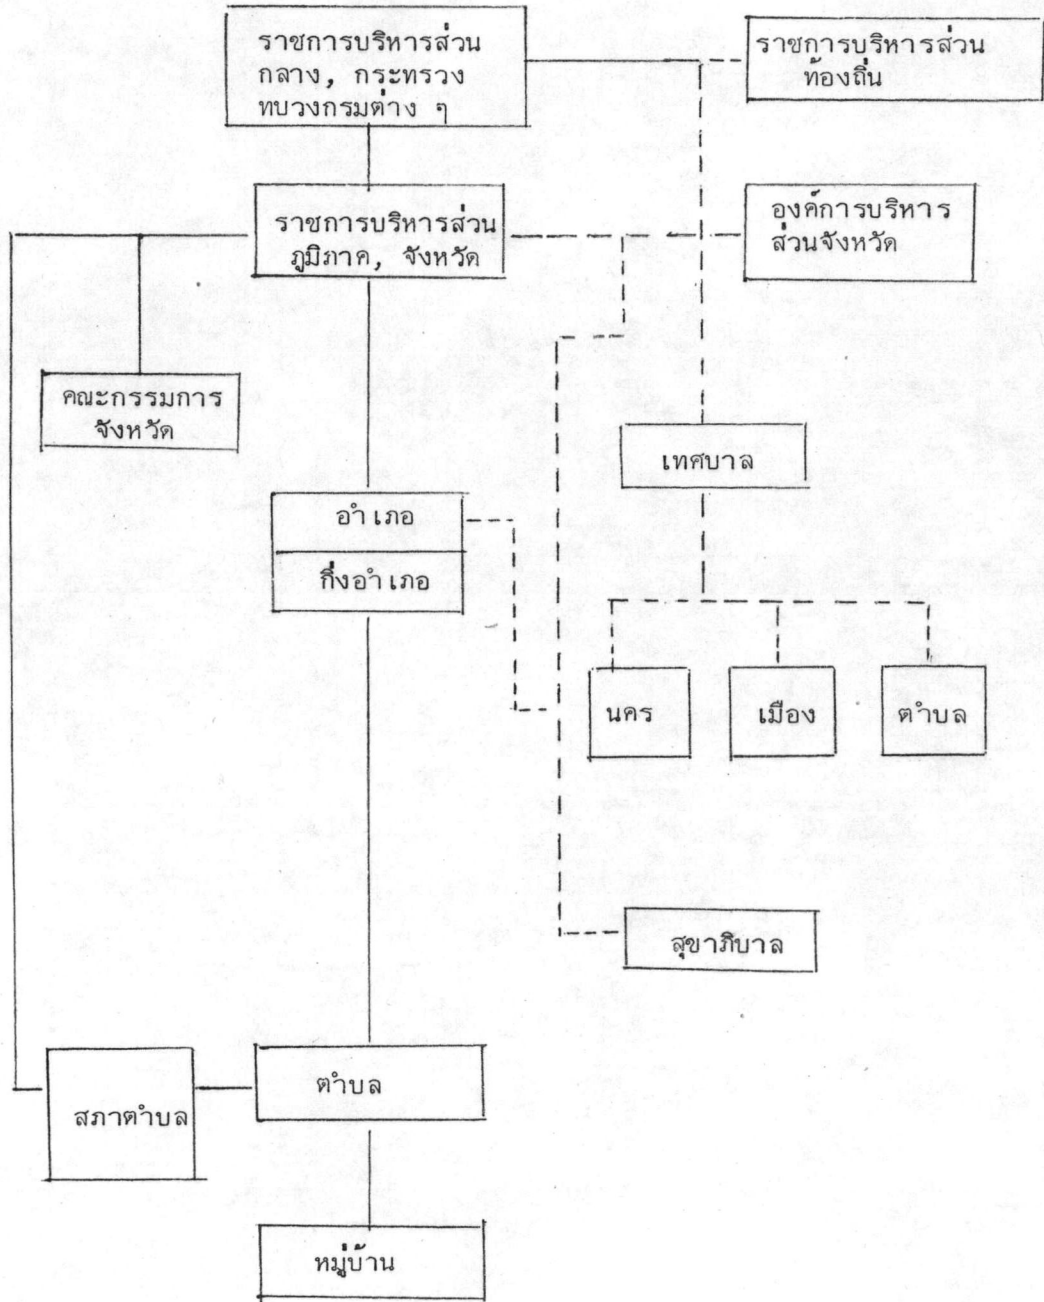 ราชการบริหารส่วน
กลาง, กระทรวง
ทบวงกรมต่าง ๆ
ราชการบริหารส่วน
ท้องถิ่น
ราชการบริหารส่วน
ภูมิภาค, จังหวัด
องค์การบริหาร
ส่วนจังหวัด
คณะกรรมการ
จังหวัด
เทศบาล
อำเภอ
กิ่งอำเภอ
นคร
เมือง
ตำบล
สุขาภิบาล
สภาตำบล
ตำบล
หมู่บ้าน